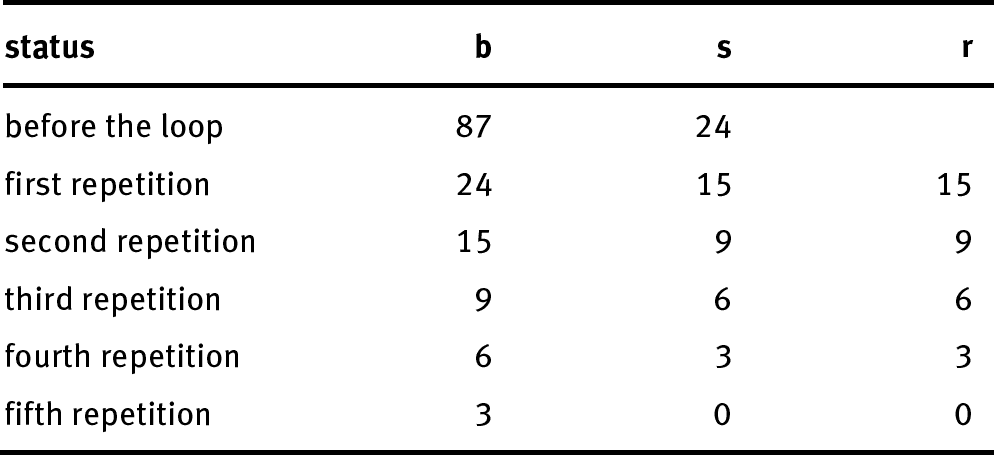 status b s r
before the loop 87 24
first repetition 24 15 15
second repetition 15 9 9
third repetition 9 6 6
fourth repetition 6 3 3
fifth repetition 3 0 0